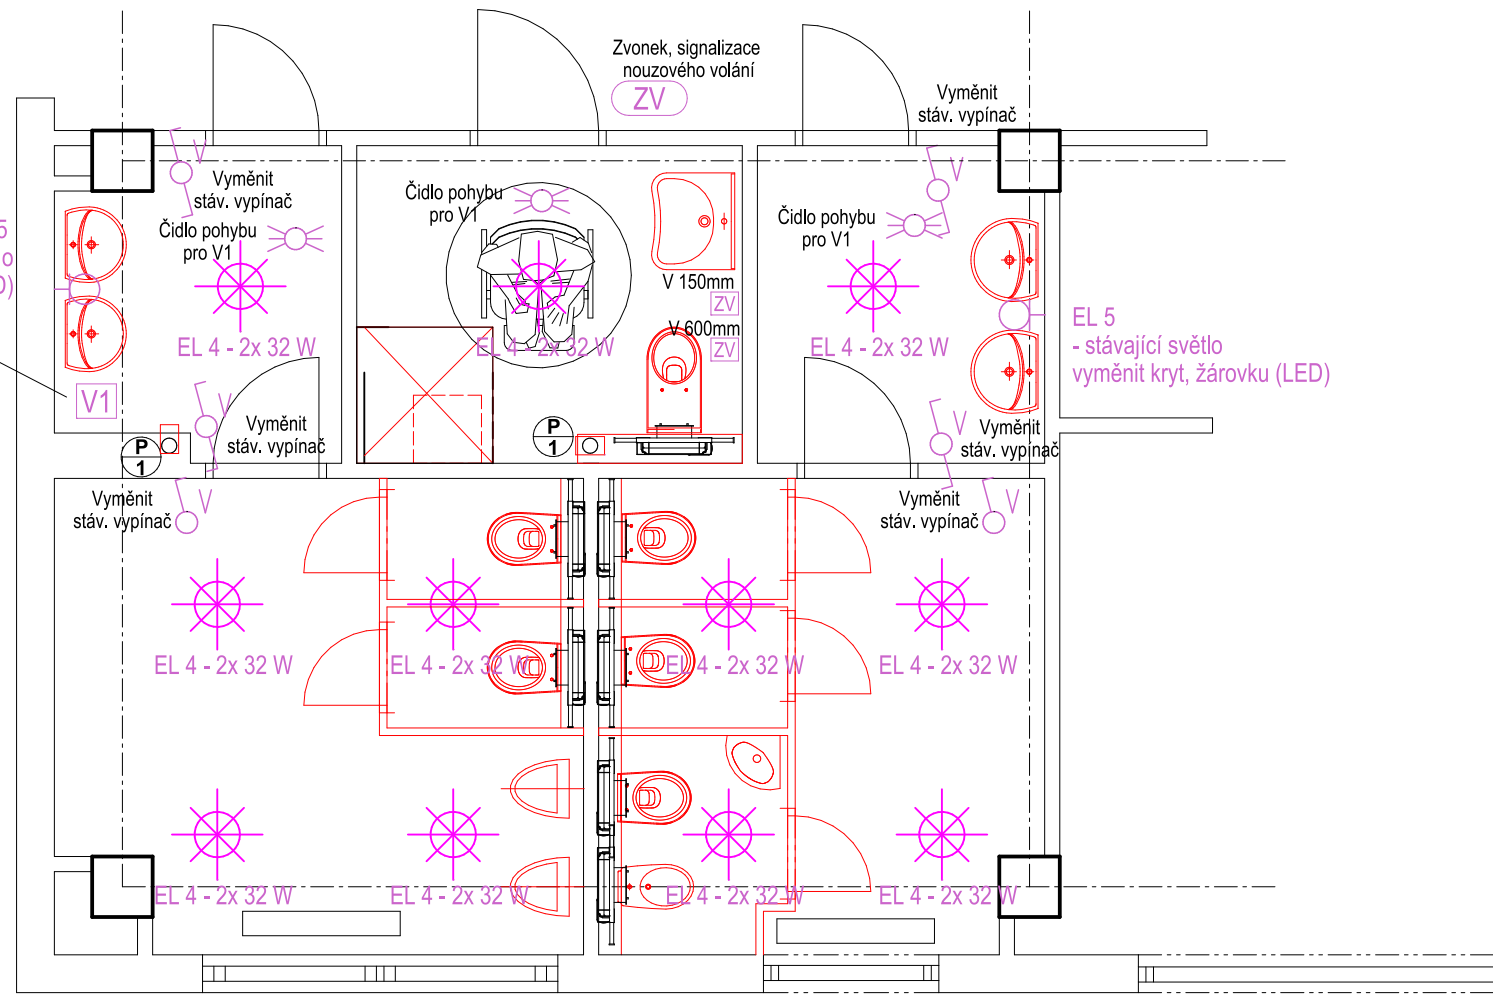 Zvonek, signalizace
nouzového volání
ZV
Vyměnit
stáv. vypínač
V
Vyměnit
stáv. vypínač
Čidlo pohybu
pro V1
Čidlo pohybu
pro V1
V
Čidlo pohybu
pro V1
5
o
D)
V 150mm
ZV
V 600mm
ZV
EL 4 - 2x 32 W
EL 4 - 2x 32 W
EL 4 - 2x 32 W
EL 5
- stávající světlo
vyměnit kryt, žárovku (LED)
V1
V
Vyměnit
stáv. vypínač
P
1
P
1
V
Vyměnit
stáv. vypínač
Vyměnit
stáv. vypínač
V
Vyměnit
stáv. vypínač
V
EL 4 - 2x 32 W
EL 4 - 2x 32 W
EL 4 - 2x 32 W
EL 4 - 2x 32 W
EL 4 - 2x 32 W
EL 4 - 2x 32 W
EL 4 - 2x 32 W
EL 4 - 2x 32 W